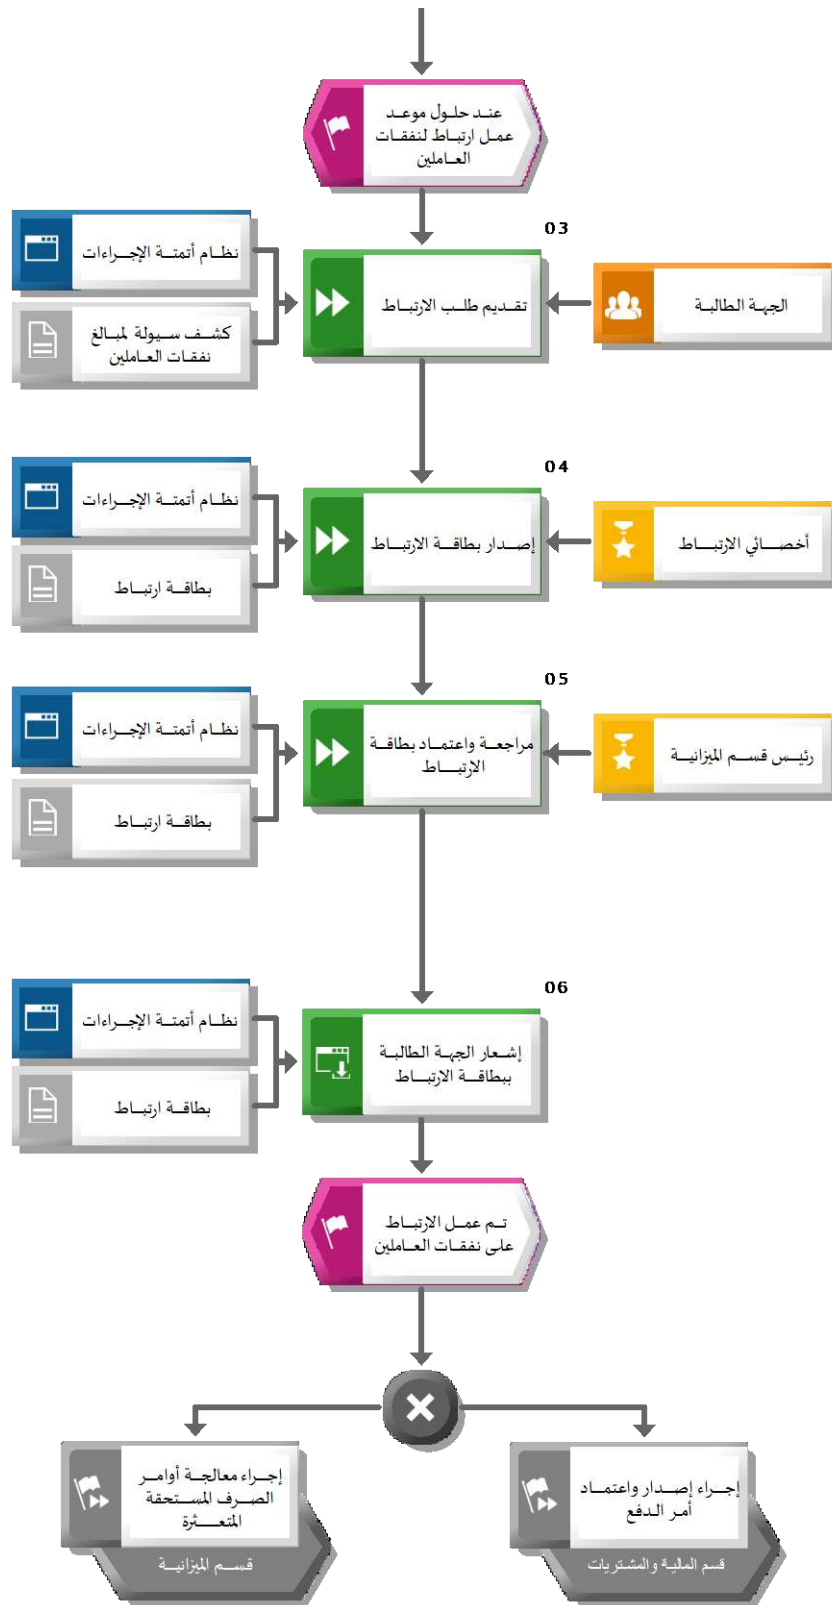 عند حلول موعد
عمل ارتباط لنفقات
العاملين
03
الجهة الطالبة
تقديم طلب الارتباط
نظام أتمتة الإجراءات
كشف سيولة لمبالغ
نفقات العاملين
04
أخصائي الارتباط
إصدار بطاقة الارتباط
نظام أتمتة الإجراءات
بطاقة ارتباط
05
رئيس قسم الميزانية
مراجعة واعتماد بطاقة
الارتباط
نظام أتمتة الإجراءات
بطاقة ارتباط
06
إشعار الجهة الطالبة
ببطاقة الارتباط
نظام أتمتة الإجراءات
بطاقة ارتباط
تم عمل الارتباط
على نفقات العاملين
إجراء إصدار واعتماد
أمر الدفع
قسم المالية والمشتريات
إجراء معالجة أوامر
الصرف المستحقة
المتعثرة
قسم الميزانية